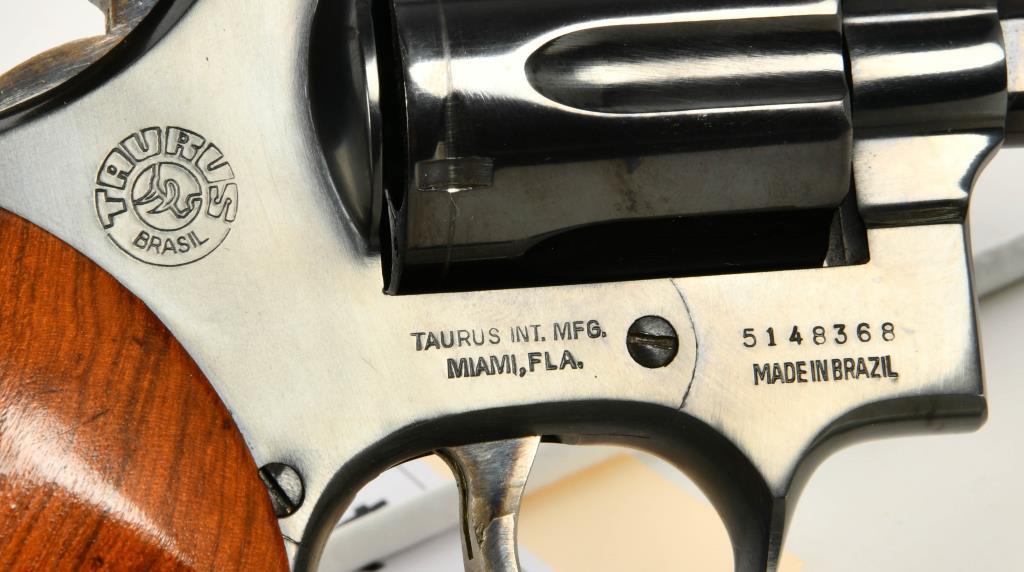 TAURUS
BRASIL
TAURUS INT. MFG.
MIAMI, FLA.
5148368
MADE IN BRAZIL